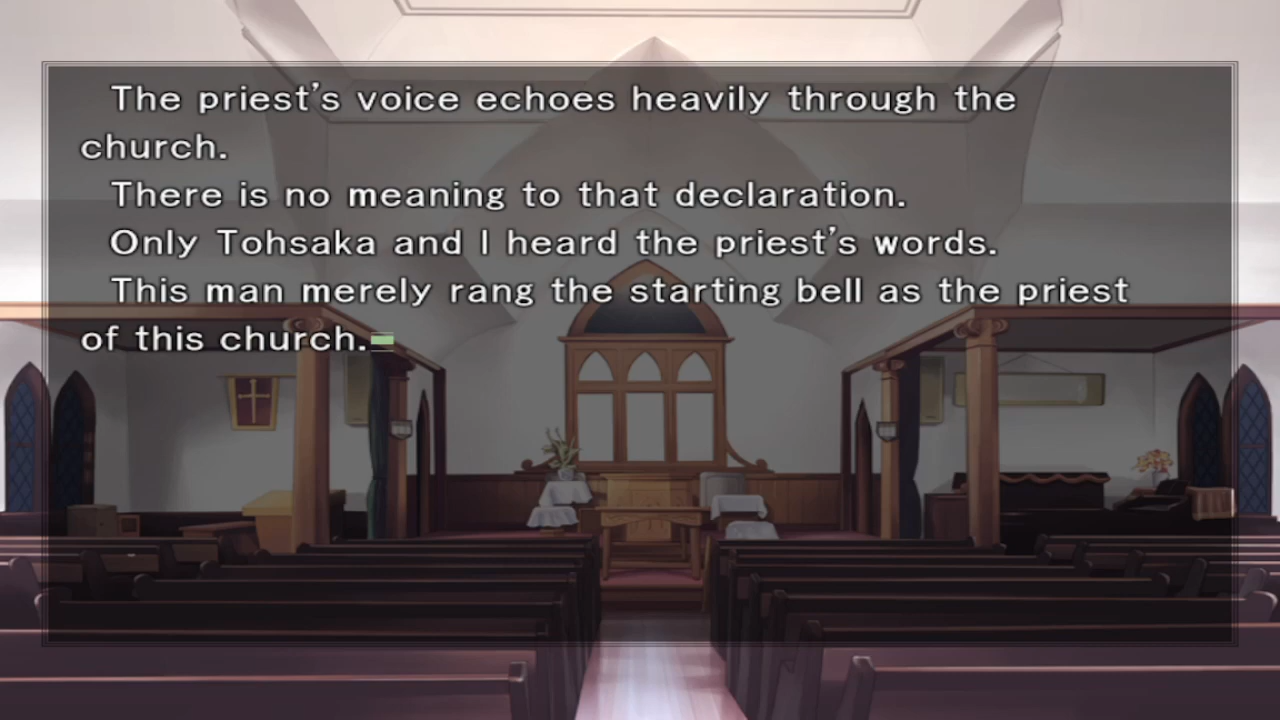 The priest's voice echoes heavily through the
church.
There is no meaning to that declaration.
Only Tohsaka and I heard the priest's words.
This man merely rang the starting bell as the priest
of this church.